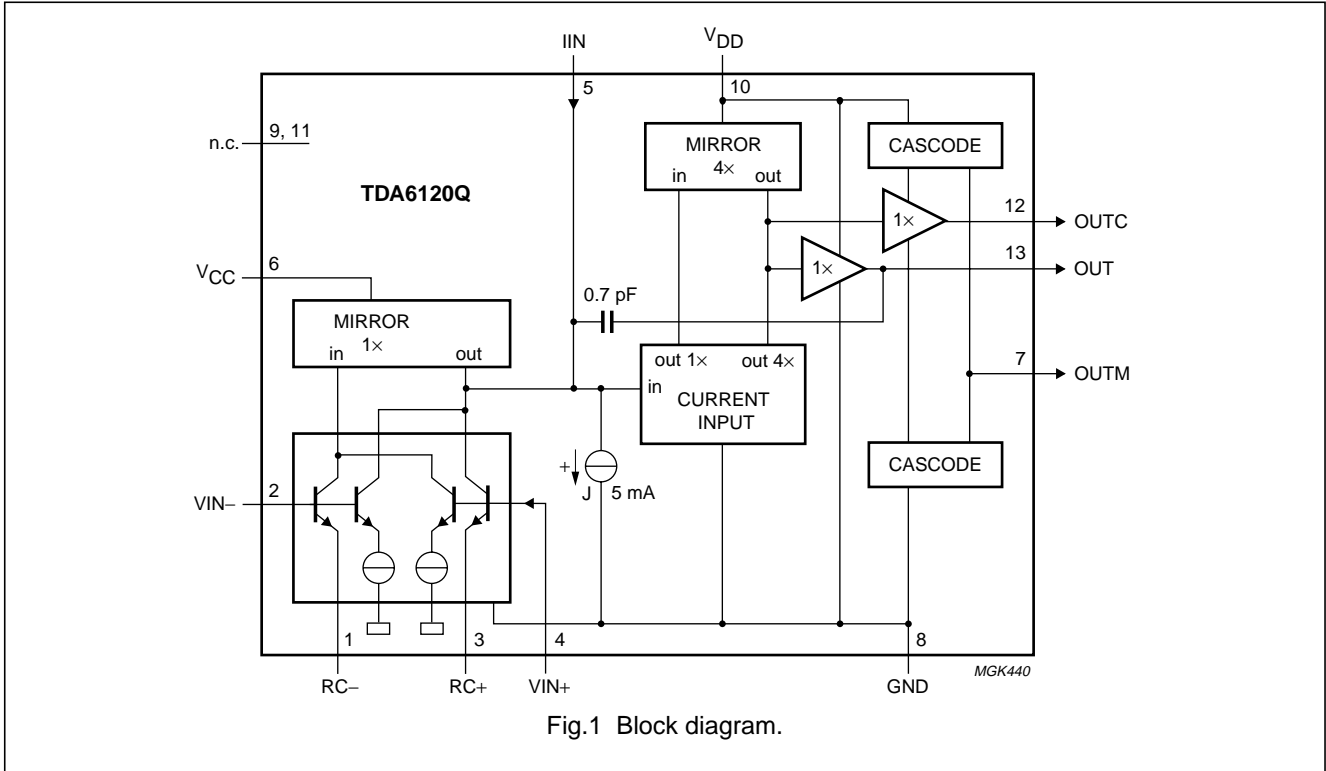 IIN
VDD
5
10
9, 11
n.c.
MIRROR
4×
in out
CASCODE
TDA6120Q
12
1×
OUTC
13
1×
OUT
6
VCC
0.7 pF
MIRROR
1×
in out
out 1× out 4×
in
CURRENT
INPUT
7
OUTM
CASCODE
+
J 5 mA
2
VIN−
1
3
4
8
RC−
RC+
VIN+
GND
MGK440
Fig.1 Block diagram.